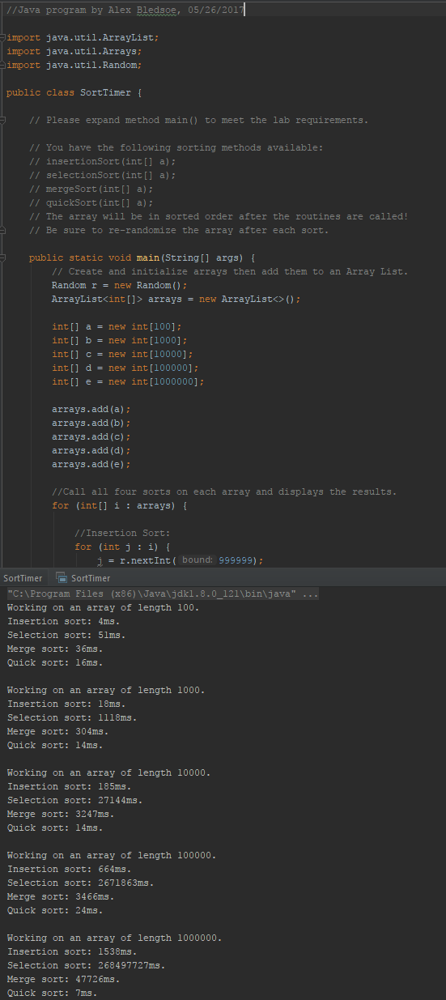 //Java program by Alex Bledsoe, 05/26/2017
import java.util.ArrayList;
import java.util.Arrays;
import java.util.Random;
public class SortTimer {
// Please expand method main() to meet the lab requirements.
// You have the following sorting methods available:
// insertionSort(int[] a);
// selectionSort(int[] a);
// mergeSort(int[] a);
// quickSort(int[] a);
// The array will be in sorted order after the routines are called!
// Be sure to re-randomize the array after each sort.
public static void main(String[] args) {
// Create and initialize arrays then add them to an Array List.
Random r = new Random();
ArrayList<int[]> arrays = new ArrayList<>();
int[] a = new int[100];
int[] b = new int[1000];
int[] c = new int[10000];
int[] d = new int[100000];
int[] e = new int[1000000];
arrays.add(a);
arrays.add(b);
arrays.add(c);
arrays.add(d);
arrays.add(e);
//Call all four sorts on each array and displays the results.
for (int[] i : arrays) {
//Insertion Sort:
for (int j : i) {
j = r.nextInt( bound: 999999);
SortTimer SortTimer
"C:\Program Files (x86)\Java\jdk1.8.0_121\bin\java" ...
Working on an array of length 100.
Insertion sort: 4ms.
Selection sort: 51ms.
Merge sort: 36ms.
Quick sort: 16ms.
Working on an array of length 1000.
Insertion sort: 18ms.
Selection sort: 1118ms.
Merge sort: 304ms.
Quick sort: 14ms.
Working on an array of length 10000.
Insertion sort: 185ms.
Selection sort: 27144ms.
Merge sort: 3247ms.
Quick sort: 14ms.
Working on an array of length 100000.
Insertion sort: 664ms.
Selection sort: 2671863ms.
Merge sort: 3466ms.
Quick sort: 24ms.
Working on an array of length 1000000.
Insertion sort: 1538ms.
Selection sort: 268497727ms.
Merge sort: 47726ms.
Quick sort: 7ms.